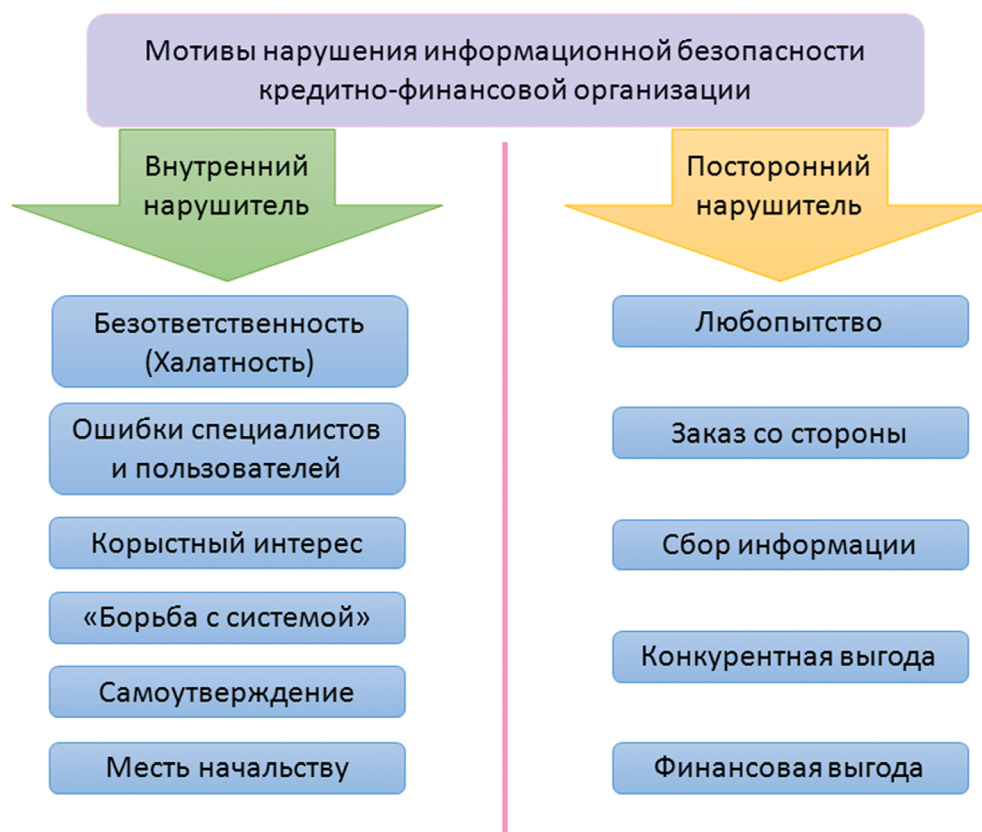 Мотивы нарушения информационной безопасности
кредитно-финансовой организации
Внутренний
нарушитель
Безответственность
(Халатность)
Ошибки специалистов
и пользователей
Корыстный интерес
«Борьба с системой»
Самоутверждение
Месть начальству
Посторонний
нарушитель
Любопытство
Заказ со стороны
Сбор информации
Конкурентная выгода
Финансовая выгода